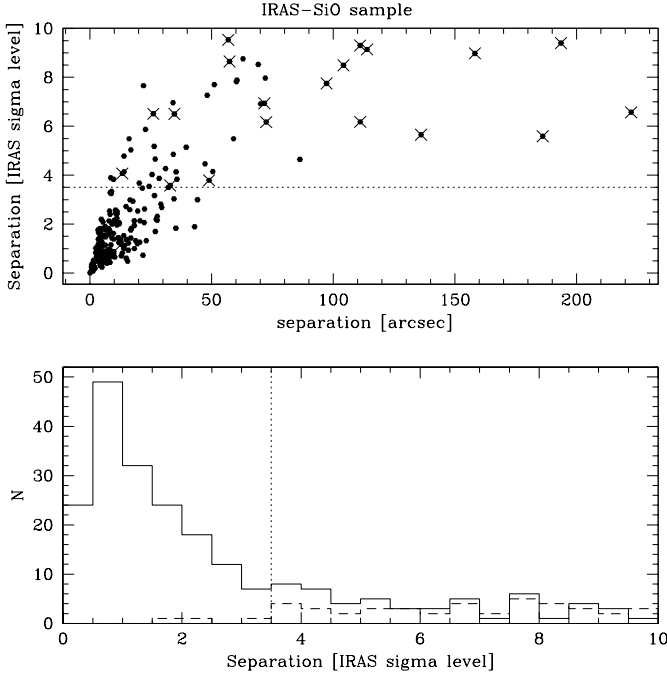 IRAS-SiO sample
10
8
6
4
2
0
Separation [IRAS sigma level]
0 50 100 150 200
separation [arcsec]
50
40
30
20
10
0
N
0 2 4 6 8 10
Separation [IRAS sigma level]